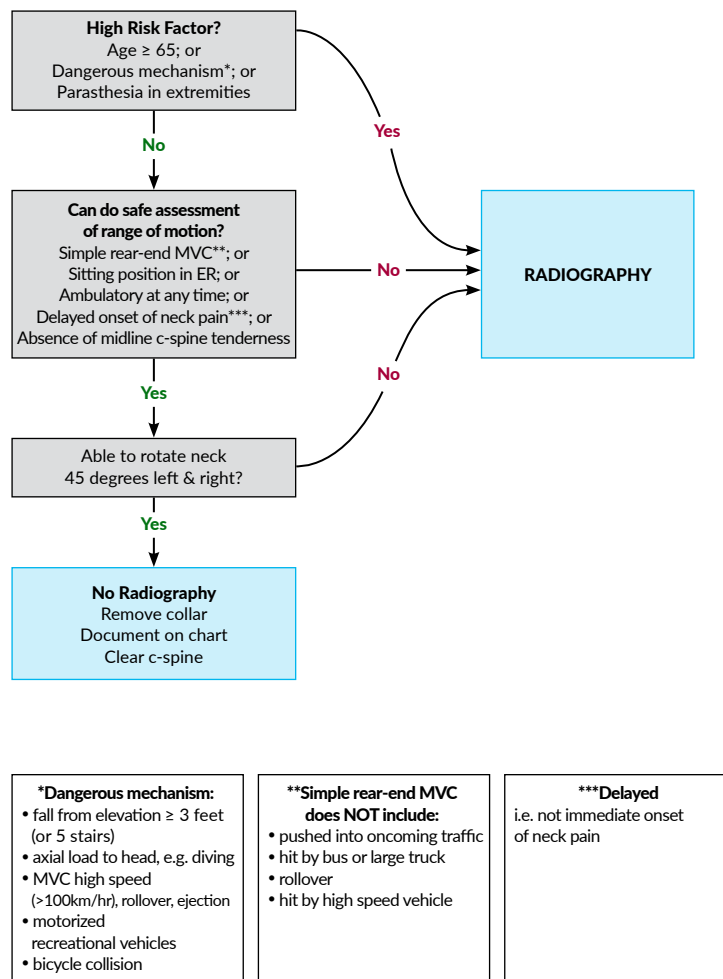 High Risk Factor?
Age ≥ 65; or
Dangerous mechanism*; or
Parasthesia in extremities
Yes
No
Can do safe assessment
of range of motion?
Simple rear-end MVC**; or
Sitting position in ER; or
Ambulatory at any time; or
Delayed onset of neck pain***; or
Absence of midline c-spine tenderness
No
RADIOGRAPHY
No
Yes
Able to rotate neck
45 degrees left & right?
Yes
No Radiography
Remove collar
Document on chart
Clear c-spine
*Dangerous mechanism:
• fall from elevation ≥ 3 feet
(or 5 stairs)
• axial load to head, e.g. diving
• MVC high speed
(>100km/hr), rollover, ejection
• motorized
recreational vehicles
• bicycle collision
**Simple rear-end MVC
does NOT include:
• pushed into oncoming traffic
• hit by bus or large truck
• rollover
• hit by high speed vehicle
***Delayed
i.e. not immediate onset
of neck pain